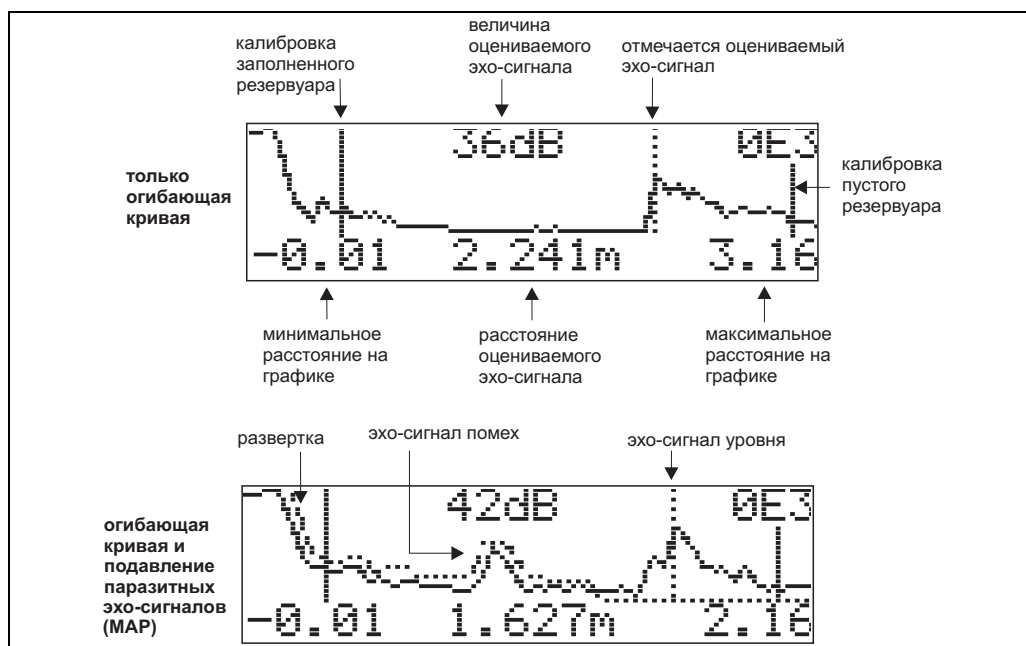 калибровка
заполненного
резервуара
величина
оцениваемого
эхо-сигнала
отмечается оцениваемый
эхо-сигнал
только
огибающая
кривая
36dB
0E3
-0.01
2.241m
3.16
калибровка
пустого
резервуара
минимальное
расстояние на
графике
расстояние
оцениваемого
эхо-сигнала
максимальное
расстояние на
графике
развертка
эхо-сигнал помех
эхо-сигнал уровня
огибающая
кривая и
подавление
паразитных
эхо-сигналов
(MAP)
42dB
0E3
-0.01
1.627m
2.16